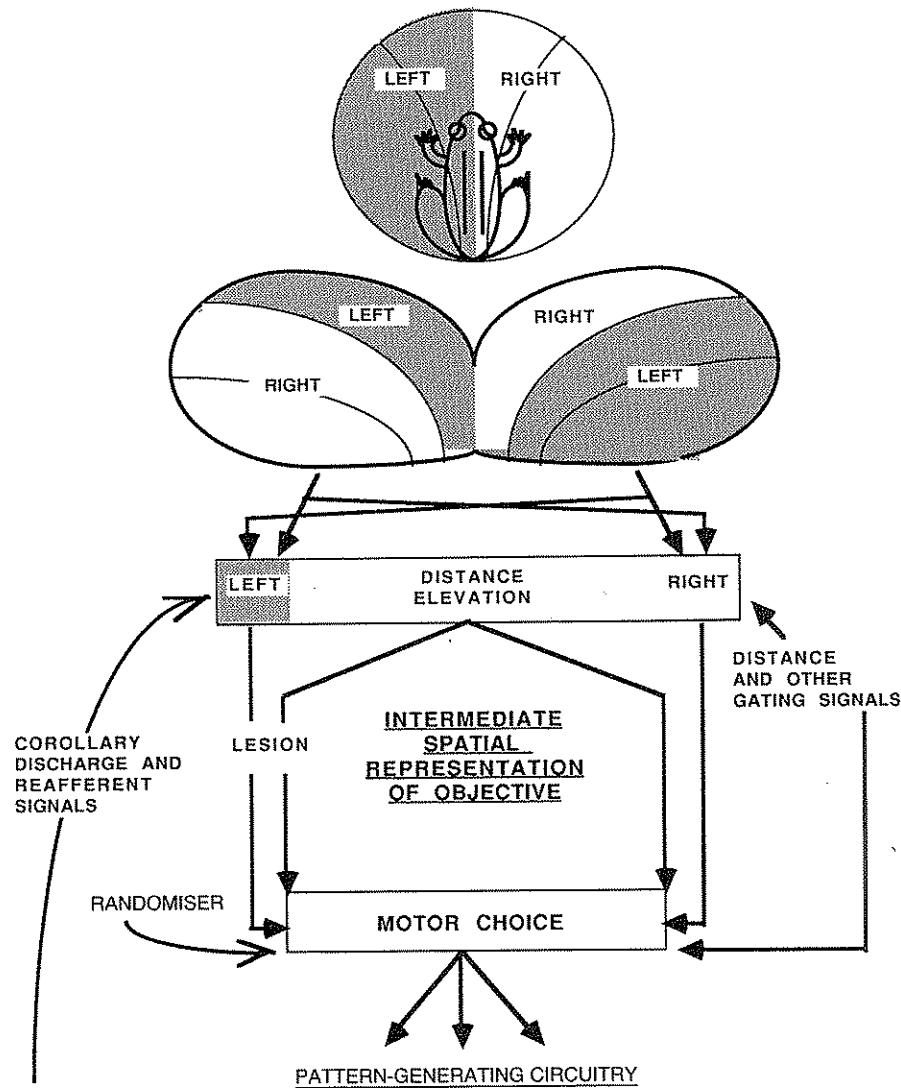 LEFT
RIGHT
LEFT
RIGHT
RIGHT
LEFT
LEFT
DISTANCE
ELEVATION
RIGHT
DISTANCE
AND OTHER
GATING SIGNALS
COROLLARY
DISCHARGE AND
REAFFERENT
SIGNALS
LESION
INTERMEDIATE
SPATIAL
REPRESENTATION
OF OBJECTIVE
RANDOMISER
MOTOR CHOICE
PATTERN-GENERATING CIRCUITRY